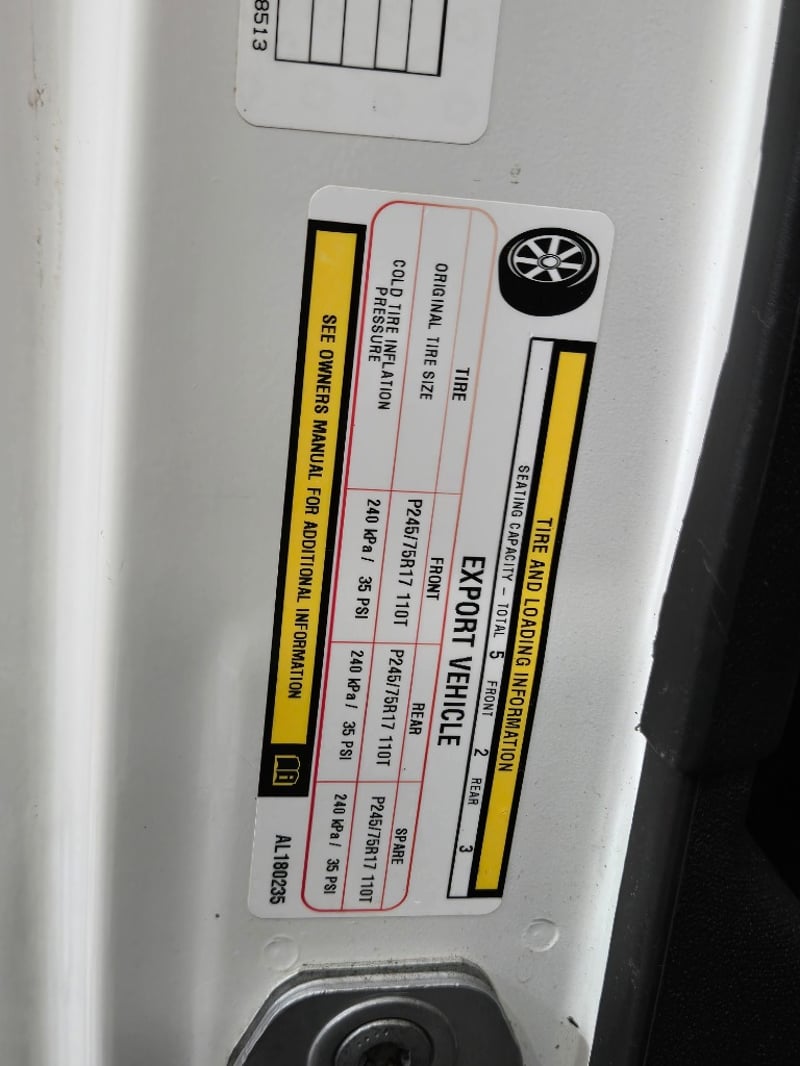 8513
TIRE AND LOADING INFORMATION
SEATING CAPACITY – TOTAL 5 FRONT 2 REAR 3
EXPORT VEHICLE
TIRE FRONT REAR SPARE
ORIGINAL TIRE SIZE P245/75R17 110T P245/75R17 110T P245/75R17 110T
COLD TIRE INFLATION PRESSURE 240 kPa / 35 PSI 240 kPa / 35 PSI 240 kPa / 35 PSI
SEE OWNERS MANUAL FOR ADDITIONAL INFORMATION
AL180235